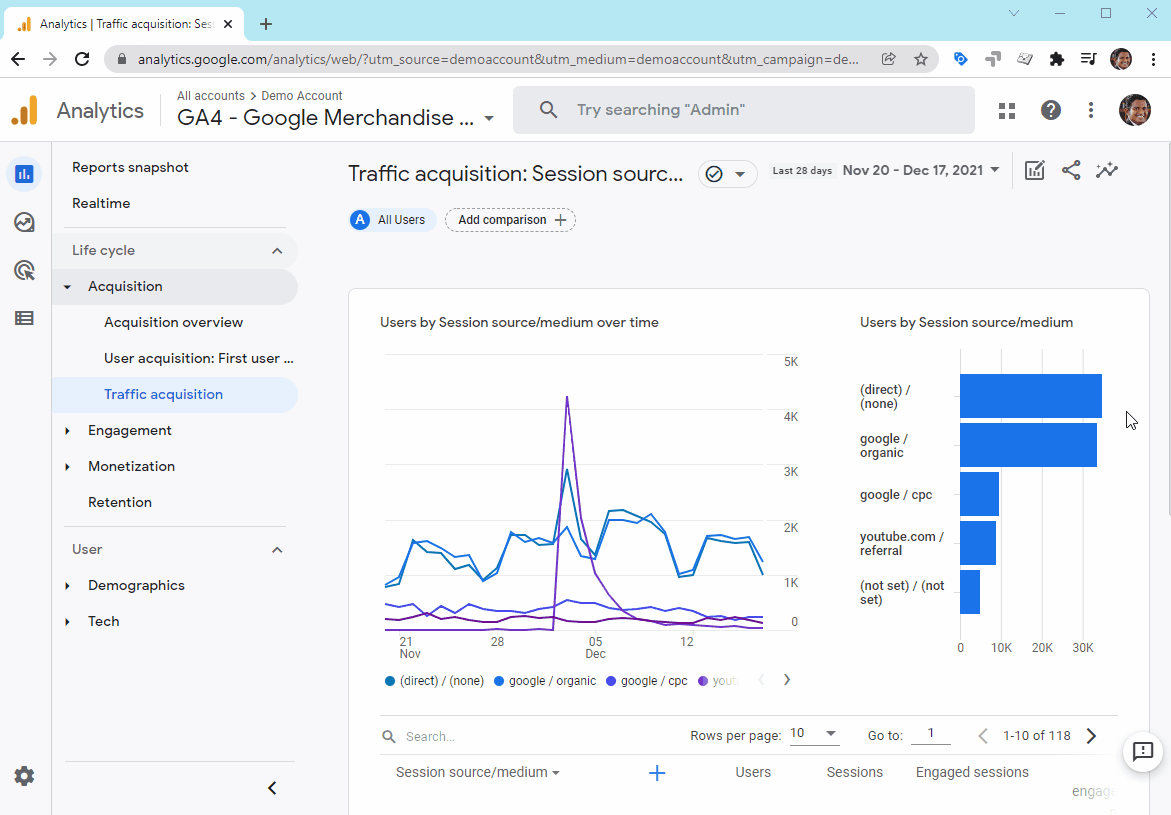 Analytics | Traffic acquisition: Ses
analytics.google.com/analytics/web/?utm_source=demoaccount&utm_medium=demoaccount&utm_campaign=de...
Analytics
All accounts > Demo Account
GA4 - Google Merchandise ...
Try searching "Admin"
Reports snapshot
Realtime
Life cycle
Acquisition
Acquisition overview
User acquisition: First user ...
Traffic acquisition
Engagement
Monetization
Retention
User
Demographics
Tech
Traffic acquisition: Session sourc...
Last 28 days
Nov 20 - Dec 17, 2021
A
All Users
Add comparison
Users by Session source/medium over time
5K
4K
3K
2K
1K
0
21
Nov
28
05
Dec
12
(direct) / (none)
google / organic
google / cpc
yout
Users by Session source/medium
(direct) /
(none)
google /
organic
google / cpc
youtube.com /
referral
(not set) / (not
set)
0
10K
20K
30K
Search...
Rows per page:
10
Go to:
1
1-10 of 118
Session source/medium
Users
Sessions
Engaged sessions
engag